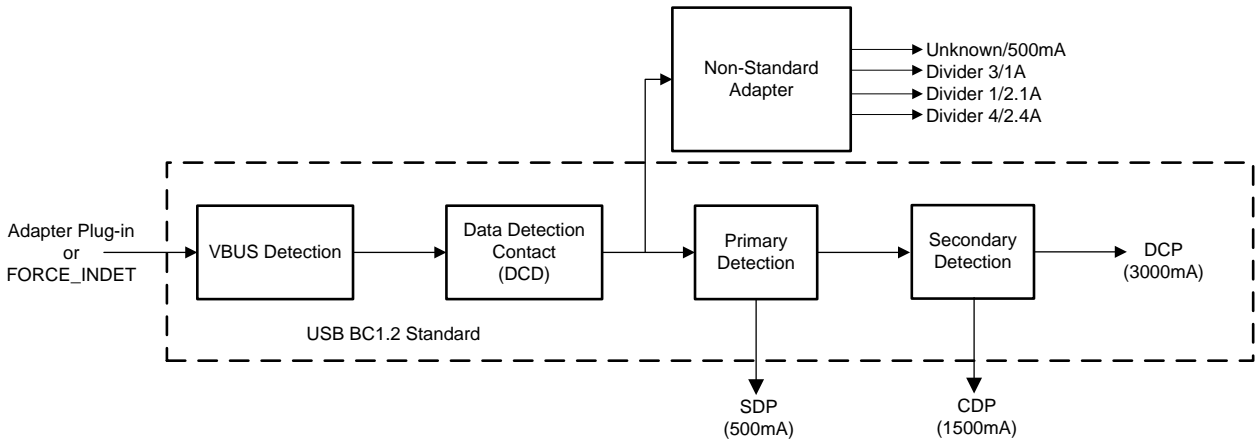 Non-Standard
Adapter
Unknown/500mA
Divider 3/1A
Divider 1/2.1A
Divider 4/2.4A
Adapter Plug-in
or
FORCE_INDET
VBUS Detection
Data Detection
Contact
(DCD)
Primary
Detection
Secondary
Detection
DCP
(3000mA)
USB BC1.2 Standard
SDP
(500mA)
CDP
(1500mA)